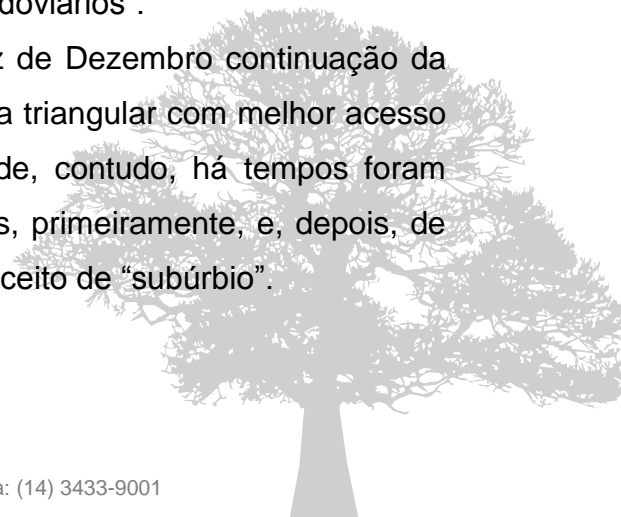 doviários".
z de Dezembro continuação da
a triangular com melhor acesso
de, contudo, há tempos foram
s, primeiramente, e, depois, de
ceito de “subúrbio”.
a: (14) 3433-9001